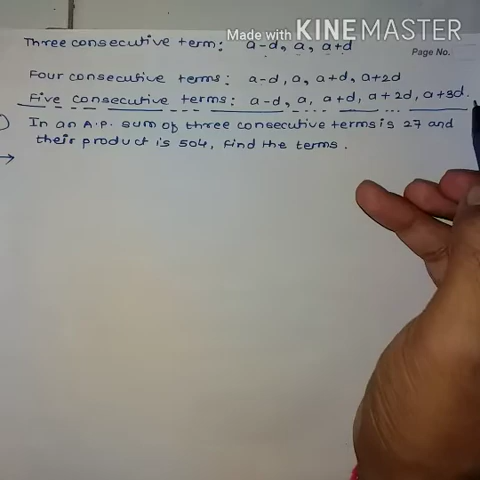 Made with KINEMASTER
Three consecutive term: a-d, a, a+d
Page No.
Four consecutive terms: a-d, a, a+d, a+2d
Five consecutive terms: a-d, a, a+d, a+2d, a+3d.
) In an A.P. sum of three consecutive terms is 27 and
their product is 504, find the terms.
→